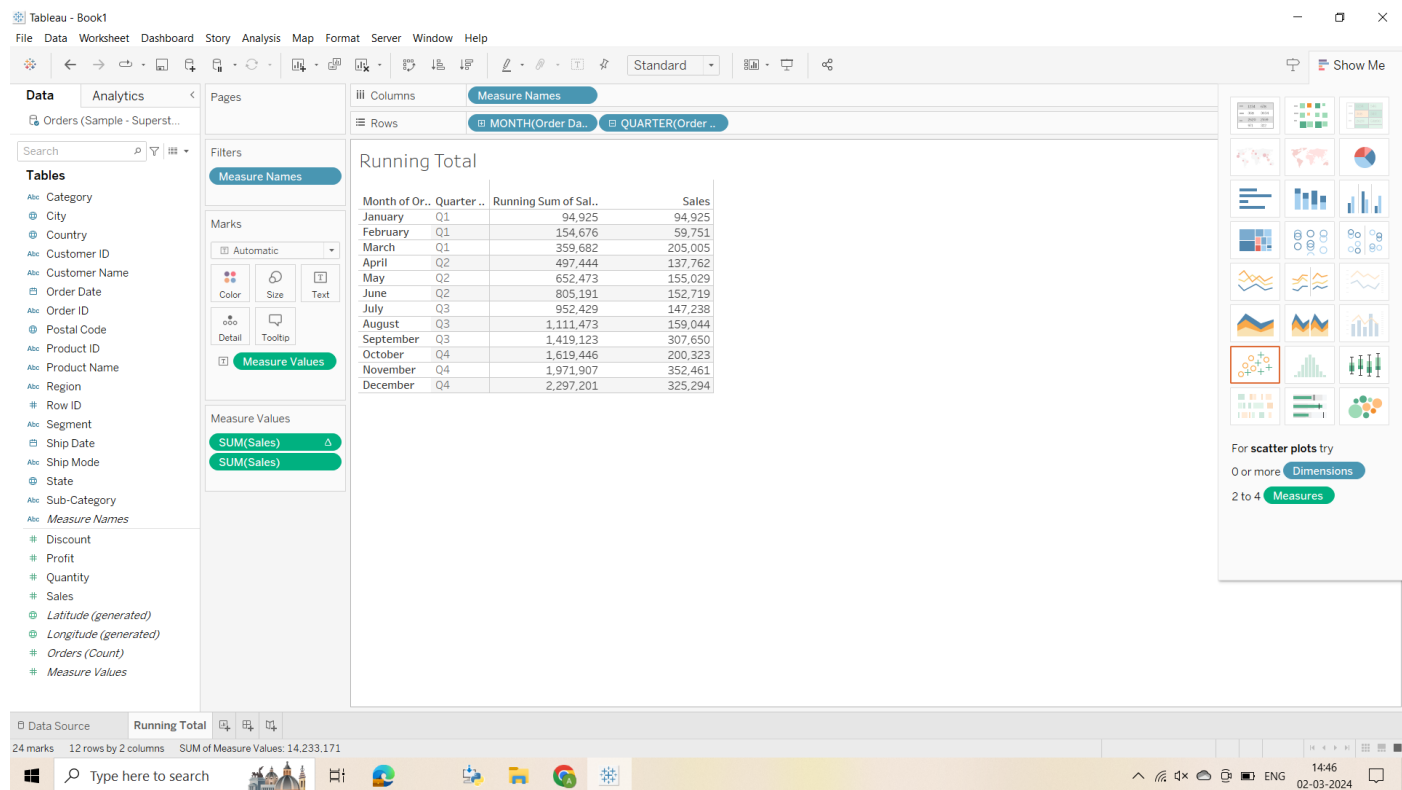 Tableau - Book1
File Data Worksheet Dashboard Story Analysis Map Format Server Window Help
Standard
Show Me
Data Analytics
Orders (Sample - Superst...
Search
Tables
Abc Category
City
Country
Abc Customer ID
Abc Customer Name
Order Date
Abc Order ID
Postal Code
Abc Product ID
Abc Product Name
Abc Region
# Row ID
Abc Segment
Ship Date
Abc Ship Mode
State
Abc Sub-Category
Abc Measure Names
# Discount
# Profit
# Quantity
# Sales
Latitude (generated)
Longitude (generated)
# Orders (Count)
# Measure Values
Pages
Filters
Measure Names
Marks
Automatic
Color Size Text
Detail Tooltip
Measure Values
Measure Values
SUM(Sales) Δ
SUM(Sales)
Columns Measure Names
Rows MONTH(Order Da.. QUARTER(Order ..
Running Total
Month of Or.. Quarter .. Running Sum of Sal.. Sales
January Q1 94,925 94,925
February Q1 154,676 59,751
March Q1 359,682 205,005
April Q2 497,444 137,762
May Q2 652,473 155,029
June Q2 805,191 152,719
July Q3 952,429 147,238
August Q3 1,111,473 159,044
September Q3 1,419,123 307,650
October Q4 1,619,446 200,323
November Q4 1,971,907 352,461
December Q4 2,297,201 325,294
For scatter plots try
0 or more Dimensions
2 to 4 Measures
Data Source Running Total
24 marks 12 rows by 2 columns SUM of Measure Values: 14,233,171
Type here to search
ENG
14:46
02-03-2024